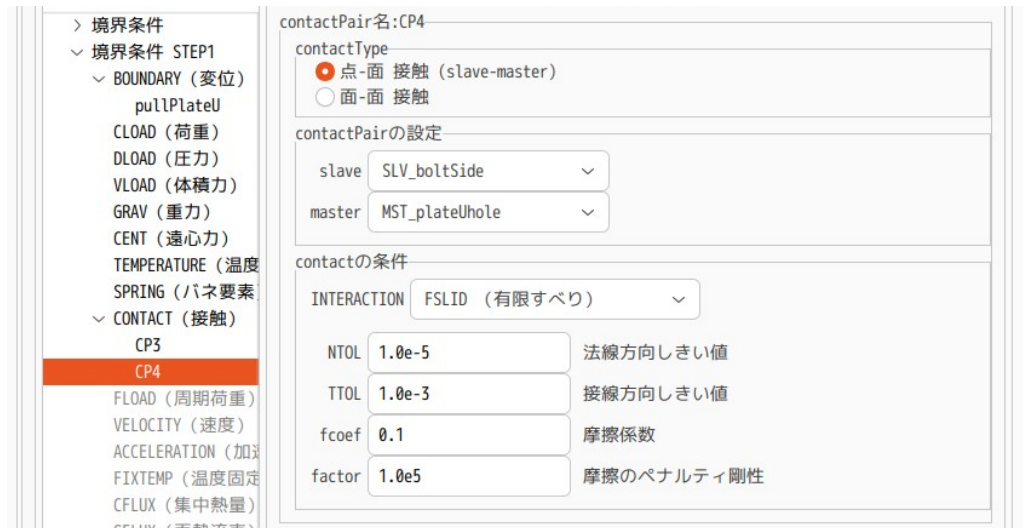 境界条件
境界条件 STEP1
BOUNDARY (変位)
pullPlateU
CLOAD (荷重)
DLOAD (圧力)
VLOAD (体積力)
GRAV (重力)
CENT (遠心力)
TEMPERATURE (温度
SPRING (バネ要素
CONTACT (接触)
CP3
CP4
FLOAD (周期荷重)
VELOCITY (速度)
ACCELERATION (加速
FIXTEMP (温度固定
CFLUX (集中熱量)
contactPair名:CP4
contactType
点-面 接触 (slave-master)
面-面 接触
contactPairの設定
slave SLV_boltSide
master MST_plateUhole
contactの条件
INTERACTION FSLID (有限すべり)
NTOL 1.0e-5 法線方向しきい値
TTOL 1.0e-3 接線方向しきい値
fcoef 0.1 摩擦係数
factor 1.0e5 摩擦のペナルティ剛性